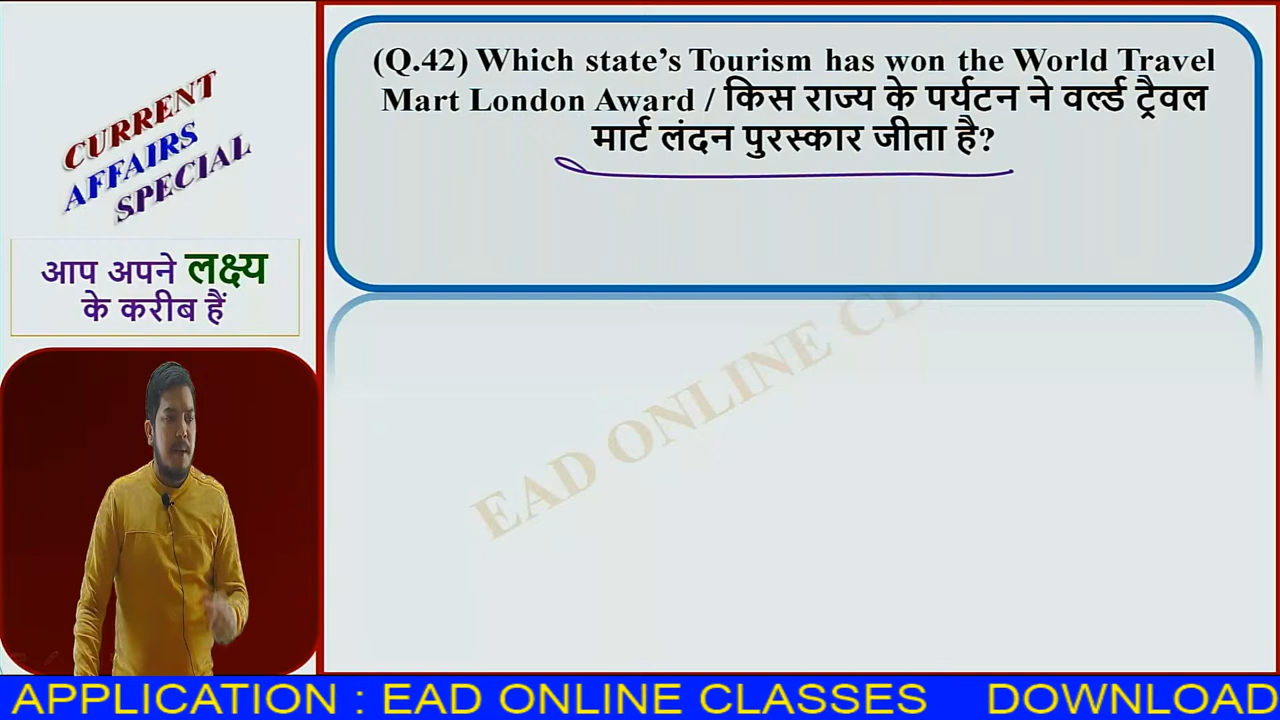 CURRENT
AFFAIRS
SPECIAL
आप अपने लक्ष्य
के करीब हैं
(Q.42) Which state’s Tourism has won the World Travel
Mart London Award / किस राज्य के पर्यटन ने वर्ल्ड ट्रैवल
मार्ट लंदन पुरस्कार जीता है?
EAD ONLINE
APPLICATION : EAD ONLINE CLASSES DOWNLOAD